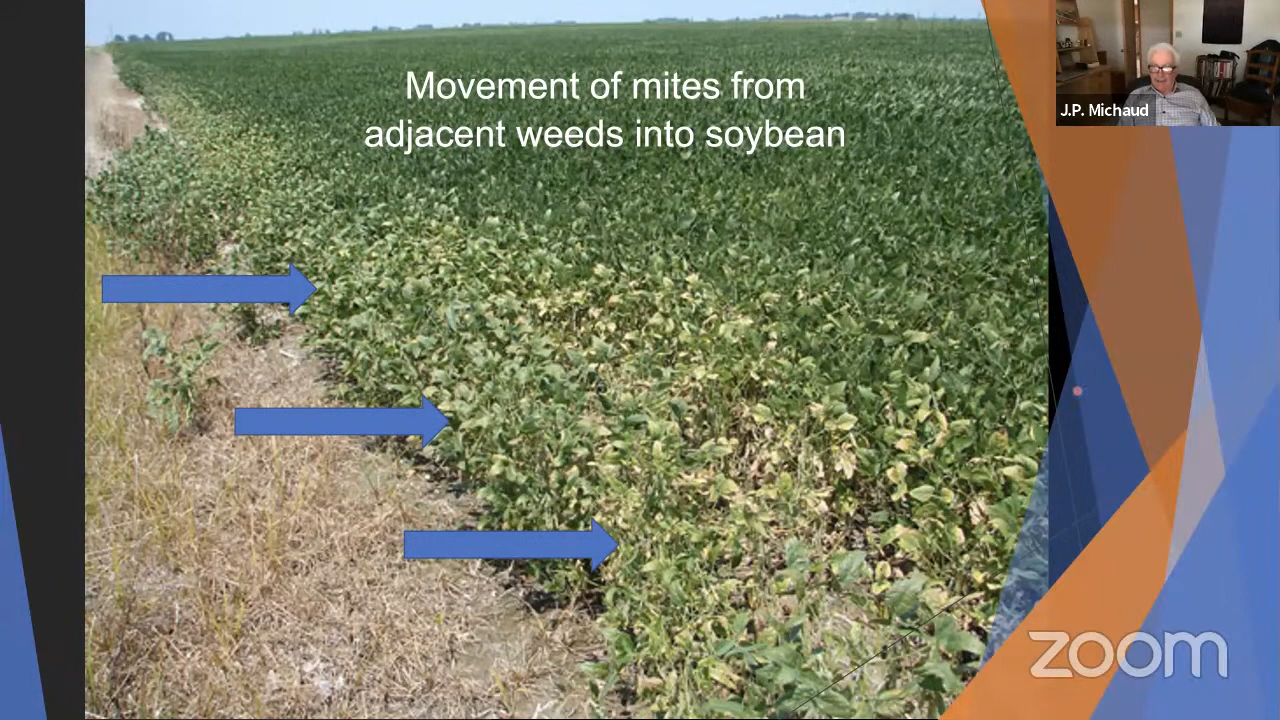 Movement of mites from
adjacent weeds into soybean
J.P. Michaud
zoom